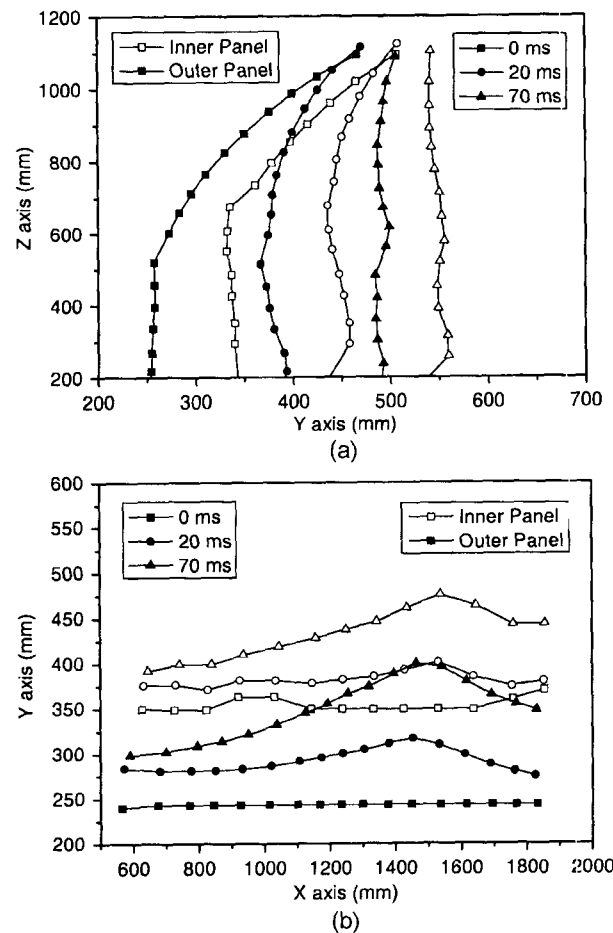 (a)
Inner Panel
Outer Panel
0 ms
20 ms
70 ms
Z axis (mm)
1200
1000
800
600
400
200
200 300 400 500 600 700
Y axis (mm)
(a)
0 ms
20 ms
70 ms
Inner Panel
Outer Panel
Y axis (mm)
600
550
500
450
400
350
300
250
200
600 800 1000 1200 1400 1600 1800 2000
X axis (mm)
(b)